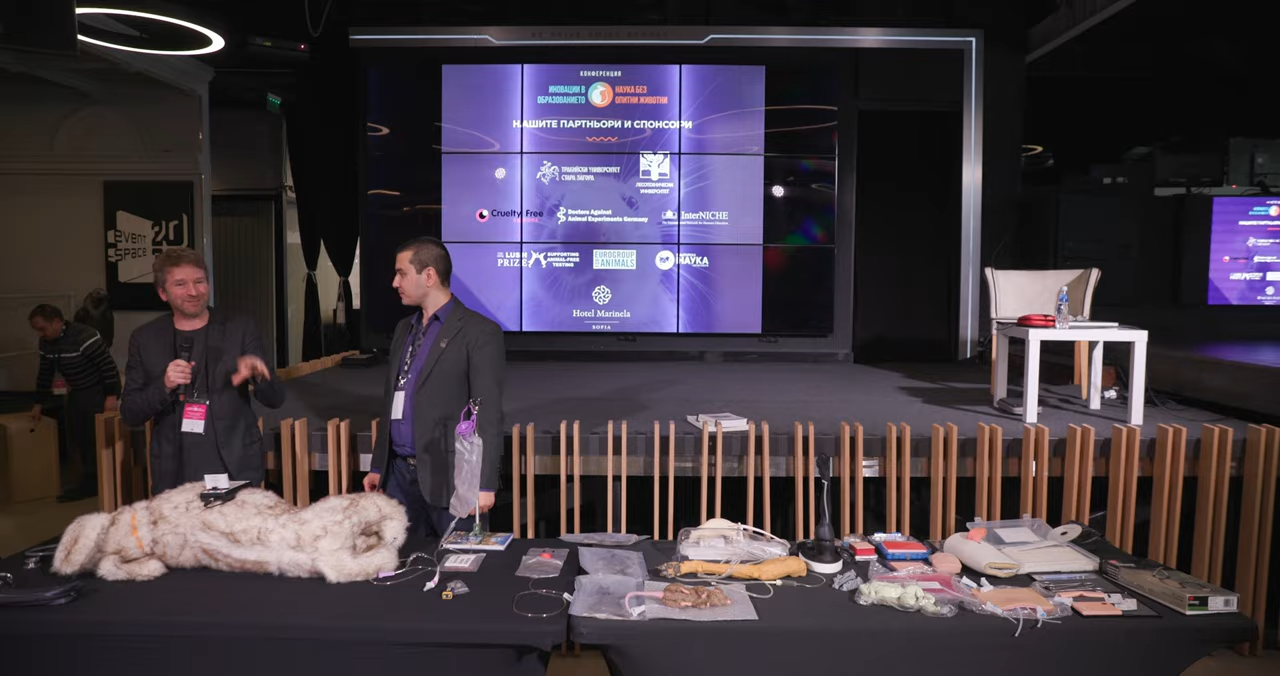 КОНФЕРЕНЦИЯ
ИНОВАЦИИ В
ОБРАЗОВАНИЕТО
НАУКА БЕЗ
ОПИТНИ ЖИВОТНИ
НАШИТЕ ПАРТНЬОРИ И СПОНСОРИ
ТРАКИЙСКИ УНИВЕРСИТЕТ
СТАРА ЗАГОРА
ЛЕСОТЕХНИЧЕСКИ
УНИВЕРСИТЕТ
Cruelty Free
Doctors Against
Animal Experiments Germany
InterNICHE
LUSH
PRIZE
SUPPORTING
ANIMAL-FREE
TESTING
EUROGROUP
FOR ANIMALS
НАУКА
Hotel Marinela
SOFIA
event
space